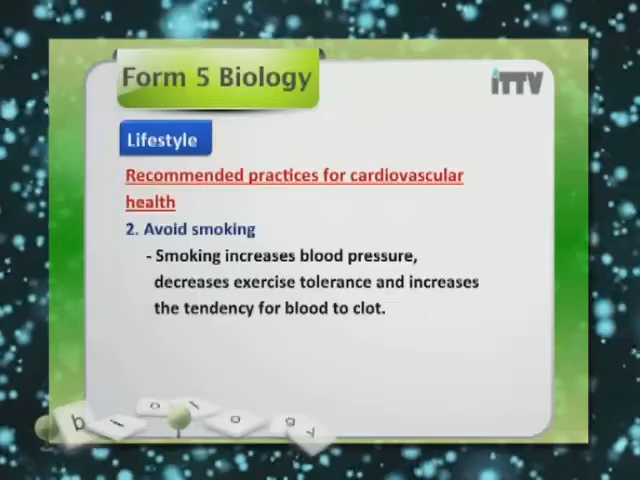 Form 5 Biology
iTTV
Lifestyle
Recommended practices for cardiovascular
health
2. Avoid smoking
- Smoking increases blood pressure,
decreases exercise tolerance and increases
the tendency for blood to clot.
b i o l o g y